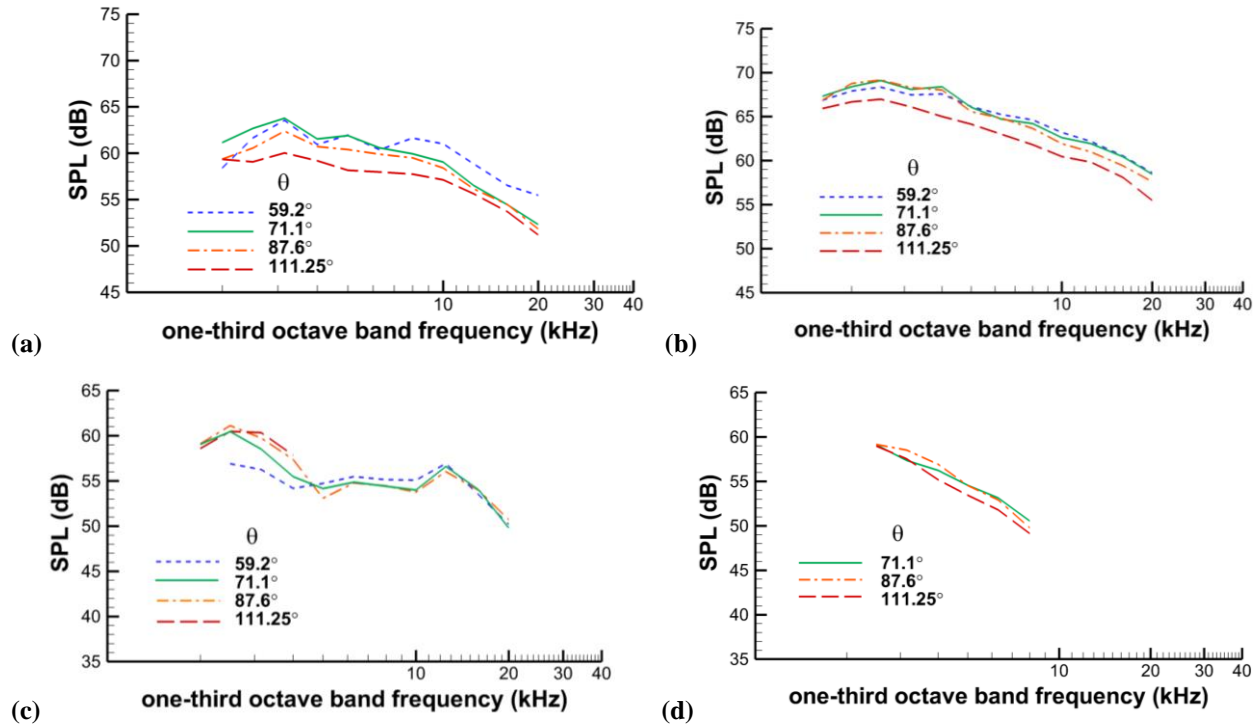 75
70
65
60
55
50
45
SPL (dB)
θ
59.2°
71.1°
87.6°
111.25°
10 20 30 40
one-third octave band frequency (kHz)
(a)
75
70
65
60
55
50
45
SPL (dB)
θ
59.2°
71.1°
87.6°
111.25°
10 20 30 40
one-third octave band frequency (kHz)
(b)
65
60
55
50
45
40
35
SPL (dB)
θ
59.2°
71.1°
87.6°
111.25°
10 20 30 40
one-third octave band frequency (kHz)
(c)
65
60
55
50
45
40
35
SPL (dB)
θ
71.1°
87.6°
111.25°
10 20 30 40
one-third octave band frequency (kHz)
(d)